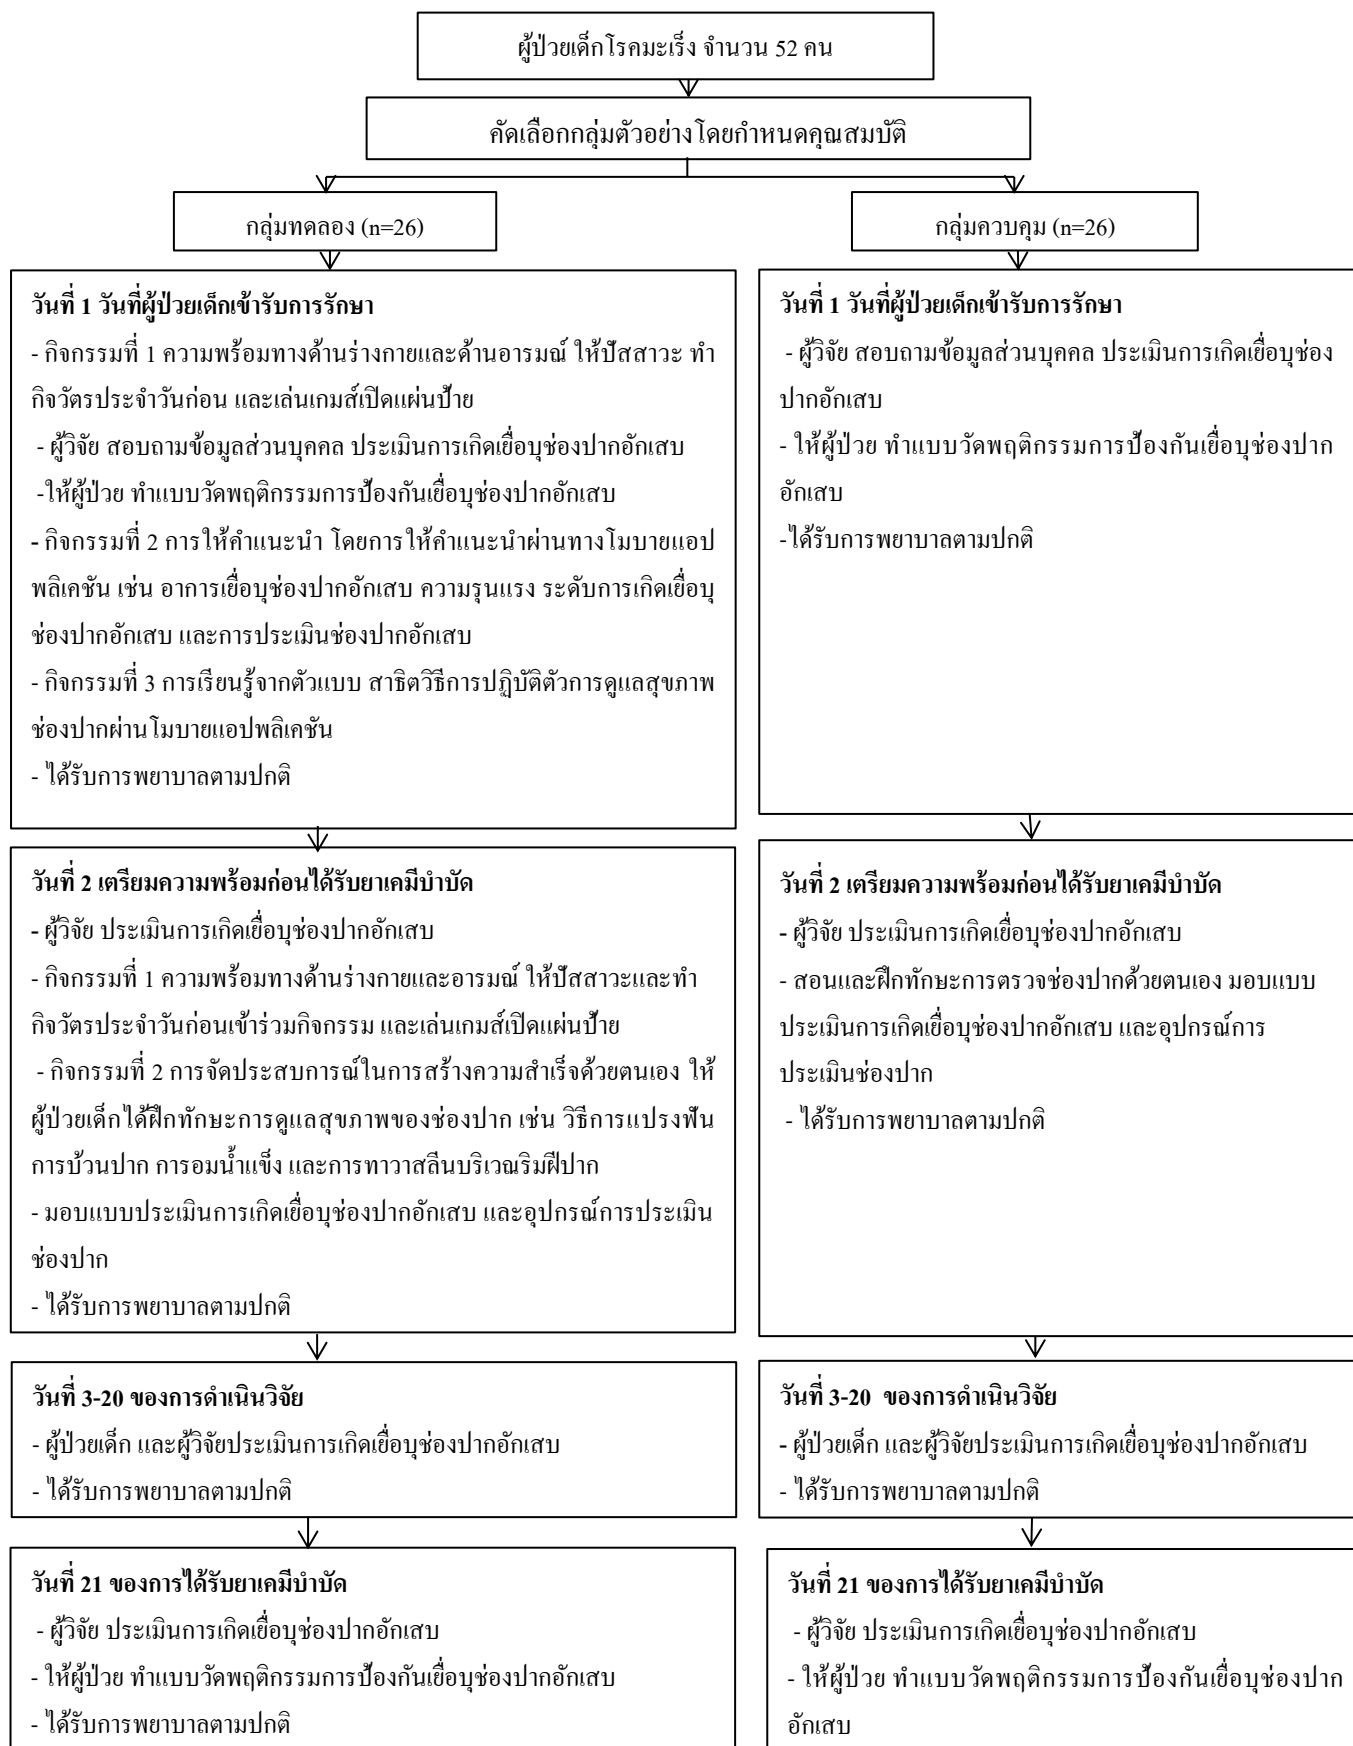 ผู้ป่วยเด็กโรคมะเร็ง จำนวน 52 คน
คัดเลือกกลุ่มตัวอย่างโดยกำหนดคุณสมบัติ
กลุ่มทดลอง (n=26)
กลุ่มควบคุม (n=26)
วันที่ 1 วันที่ผู้ป่วยเด็กเข้ารับการรักษา
- กิจกรรมที่ 1 ความพร้อมทางด้านร่างกายและด้านอารมณ์ ให้ปัสสาวะ ทำ
กิจวัตรประจำวันก่อน และเล่นเกมส์เปิดแผ่นป้าย
- ผู้วิจัย สอบถามข้อมูลส่วนบุคคล ประเมินการเกิดเยื่อบุช่องปากอักเสบ
-ให้ผู้ป่วย ทำแบบวัดพฤติกรรมการป้องกันเยื่อบุช่องปากอักเสบ
- กิจกรรมที่ 2 การให้คำแนะนำ โดยการให้คำแนะนำผ่านทางโมบายแอป
พลิเคชัน เช่น อาการเยื่อบุช่องปากอักเสบ ความรุนแรง ระดับการเกิดเยื่อบุ
ช่องปากอักเสบ และการประเมินช่องปากอักเสบ
- กิจกรรมที่ 3 การเรียนรู้จากตัวแบบ สาธิตวิธีการปฏิบัติตัวการดูแลสุขภาพ
ช่องปากผ่านโมบายแอปพลิเคชัน
- ได้รับการพยาบาลตามปกติ
วันที่ 1 วันที่ผู้ป่วยเด็กเข้ารับการรักษา
- ผู้วิจัย สอบถามข้อมูลส่วนบุคคล ประเมินการเกิดเยื่อบุช่อง
ปากอักเสบ
- ให้ผู้ป่วย ทำแบบวัดพฤติกรรมการป้องกันเยื่อบุช่องปาก
อักเสบ
-ได้รับการพยาบาลตามปกติ
วันที่ 2 เตรียมความพร้อมก่อนได้รับยาเคมีบำบัด
- ผู้วิจัย ประเมินการเกิดเยื่อบุช่องปากอักเสบ
- กิจกรรมที่ 1 ความพร้อมทางด้านร่างกายและอารมณ์ ให้ปัสสาวะและทำ
กิจวัตรประจำวันก่อนเข้าร่วมกิจกรรม และเล่นเกมส์เปิดแผ่นป้าย
- กิจกรรมที่ 2 การจัดประสบการณ์ในการสร้างความสำเร็จด้วยตนเอง ให้
ผู้ป่วยเด็กได้ฝึกทักษะการดูแลสุขภาพของช่องปาก เช่น วิธีการแปรงฟัน
การบ้วนปาก การอมน้ำแข็ง และการทาวาสลีนบริเวณริมฝีปาก
- มอบแบบประเมินการเกิดเยื่อบุช่องปากอักเสบ และอุปกรณ์การประเมิน
ช่องปาก
- ได้รับการพยาบาลตามปกติ
วันที่ 2 เตรียมความพร้อมก่อนได้รับยาเคมีบำบัด
- ผู้วิจัย ประเมินการเกิดเยื่อบุช่องปากอักเสบ
- สอนและฝึกทักษะการตรวจช่องปากด้วยตนเอง มอบแบบ
ประเมินการเกิดเยื่อบุช่องปากอักเสบ และอุปกรณ์การ
ประเมินช่องปาก
- ได้รับการพยาบาลตามปกติ
วันที่ 3-20 ของการดำเนินวิจัย
- ผู้ป่วยเด็ก และผู้วิจัยประเมินการเกิดเยื่อบุช่องปากอักเสบ
- ได้รับการพยาบาลตามปกติ
วันที่ 3-20 ของการดำเนินวิจัย
- ผู้ป่วยเด็ก และผู้วิจัยประเมินการเกิดเยื่อบุช่องปากอักเสบ
- ได้รับการพยาบาลตามปกติ
วันที่ 21 ของการได้รับยาเคมีบำบัด
- ผู้วิจัย ประเมินการเกิดเยื่อบุช่องปากอักเสบ
- ให้ผู้ป่วย ทำแบบวัดพฤติกรรมการป้องกันเยื่อบุช่องปากอักเสบ
- ได้รับการพยาบาลตามปกติ
วันที่ 21 ของการได้รับยาเคมีบำบัด
- ผู้วิจัย ประเมินการเกิดเยื่อบุช่องปากอักเสบ
- ให้ผู้ป่วย ทำแบบวัดพฤติกรรมการป้องกันเยื่อบุช่องปาก
อักเสบ